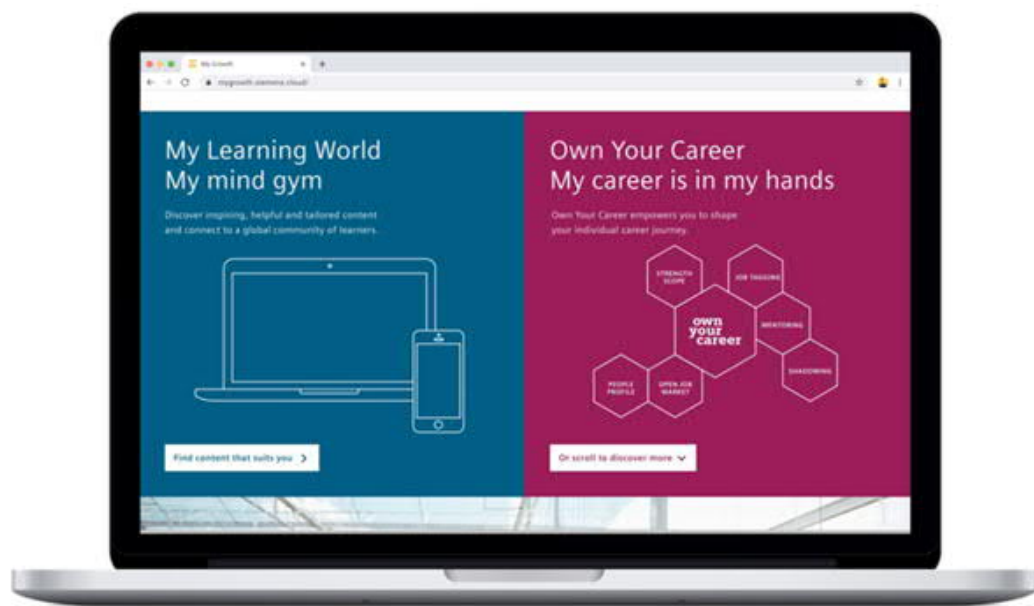 My Growth
mygrowth.siemens.cloud/
My Learning World
My mind gym
Discover inspiring, helpful and tailored content
and connect to a global community of learners.
Find content that suits you
Own Your Career
My career is in my hands
Own Your Career empowers you to shape
your individual career journey.
STRENGTH
SCOPE
JOB TAGGING
own
your
career
MENTORING
SHADOWING
PEOPLE
PROFILE
OPEN JOB
MARKET
Or scroll to discover more